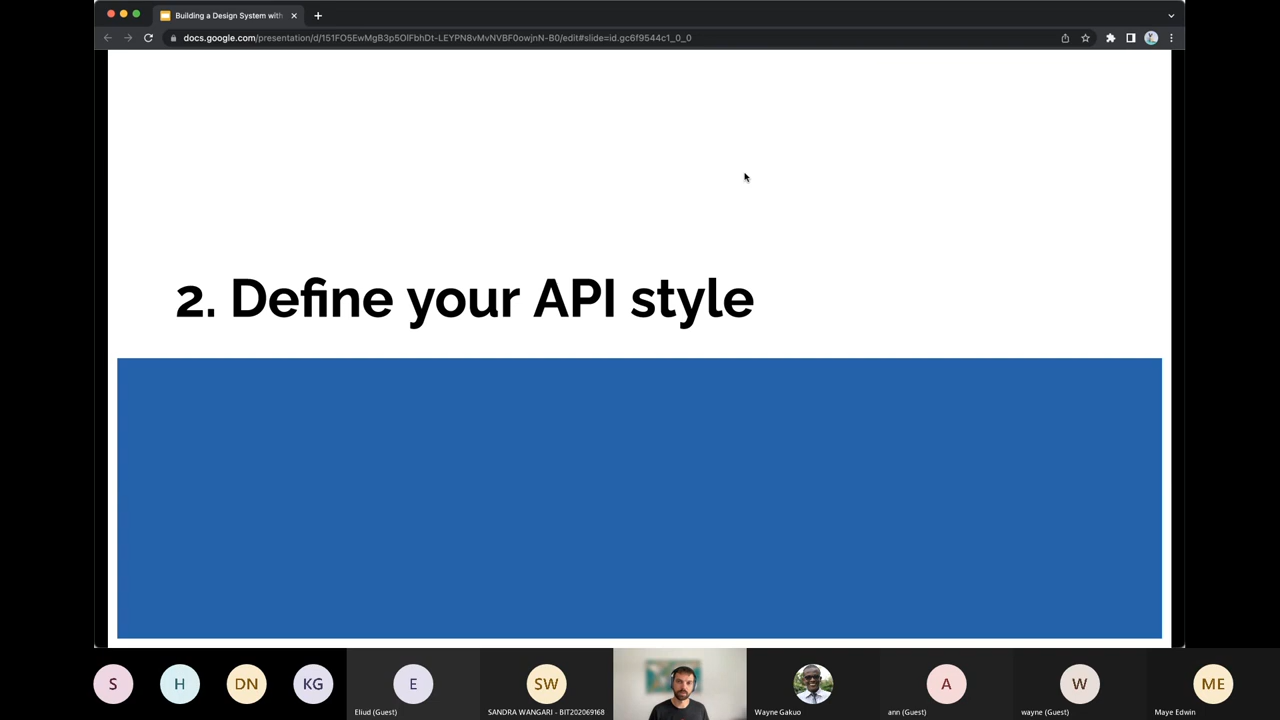 Building a Design System with
docs.google.com/presentation/d/151FO5EwMgB3p5OlFbhDt-LEYPN8vMvNVBF0owjnN-B0/edit#slide=id.gc6f9544c1_0_0
2. Define your API style
S
H
DN
KG
E
SW
A
W
ME
Eliud (Guest)
SANDRA WANGARI - BIT202069168
Wayne Gakuo
ann (Guest)
wayne (Guest)
Maye Edwin